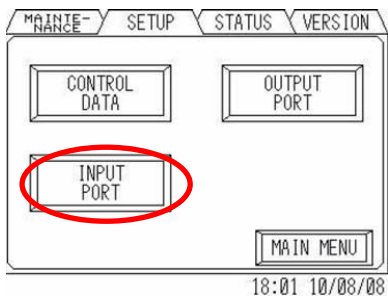 MAINTE-
NANCE SETUP STATUS VERSION
CONTROL
DATA
OUTPUT
PORT
INPUT
PORT
MAIN MENU
18:01 10/08/08